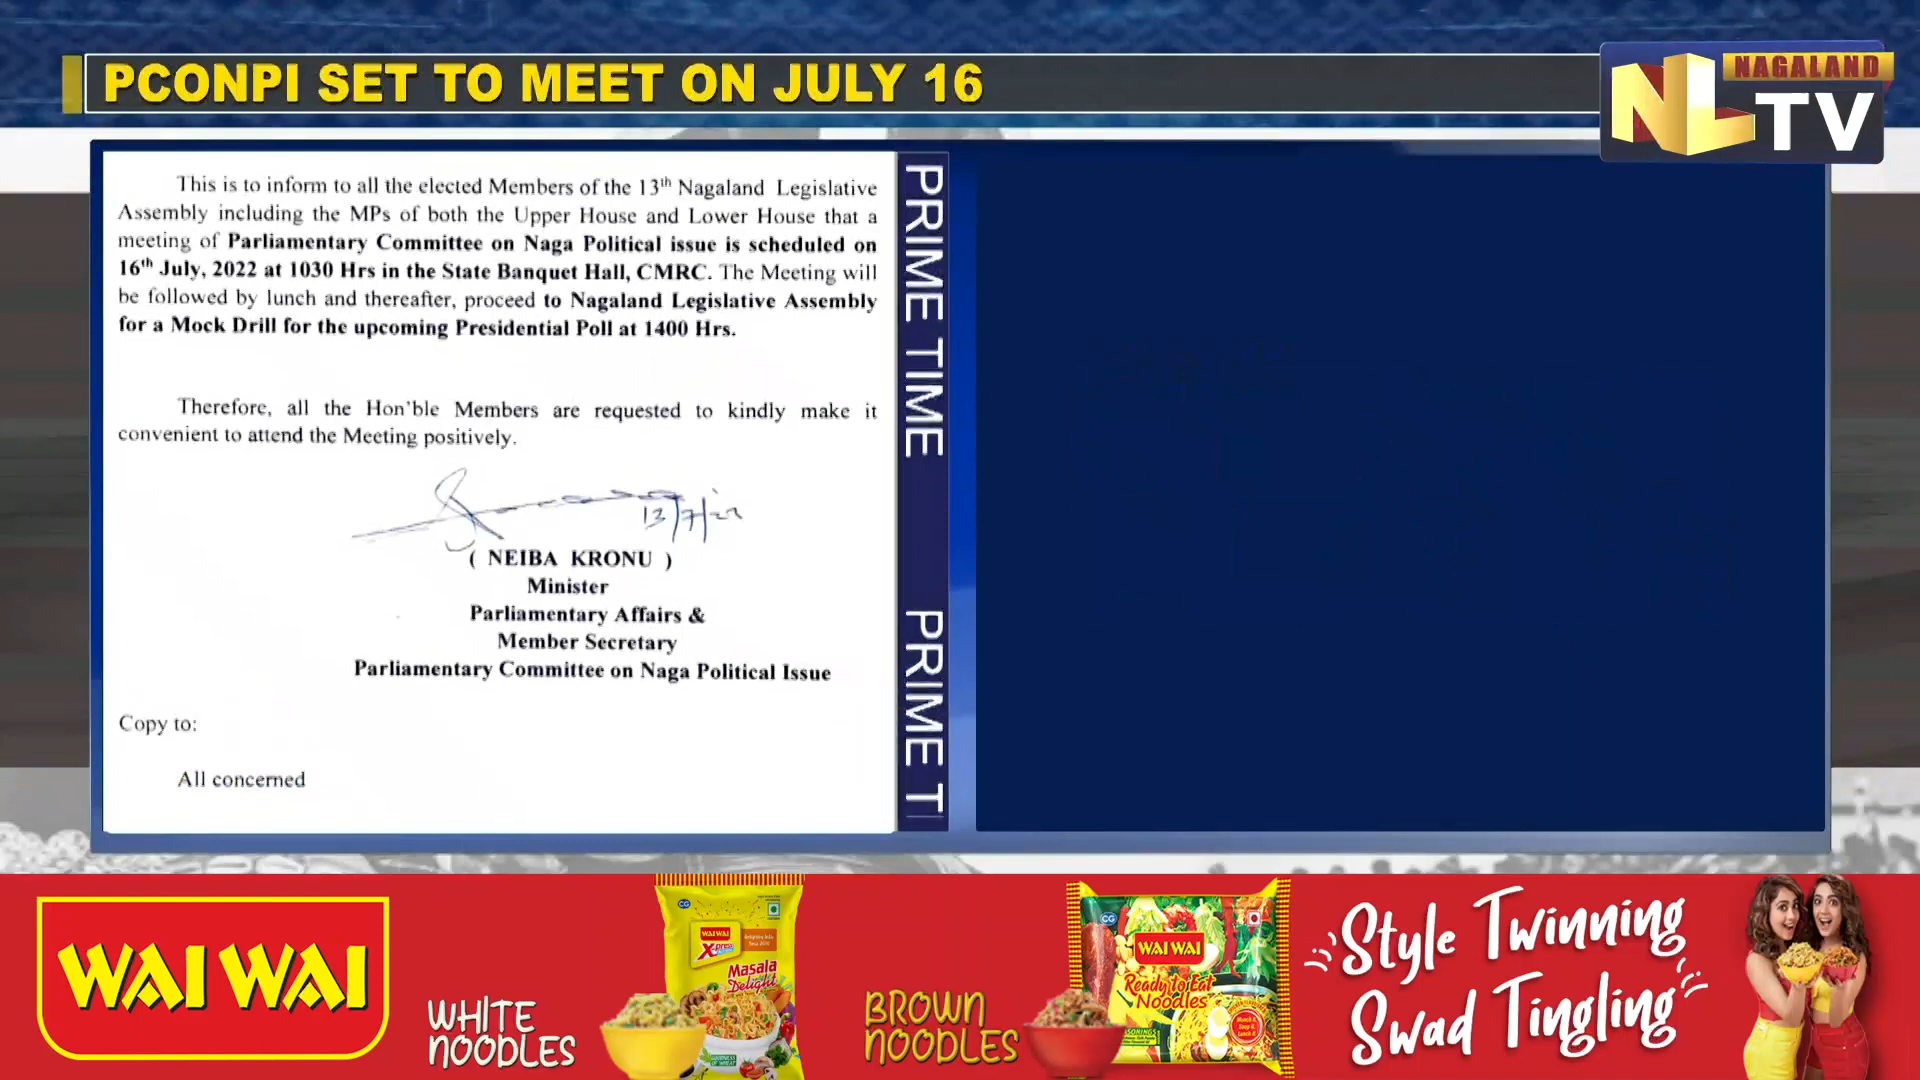 PCONPI SET TO MEET ON JULY 16
NAGALAND
NL TV
This is to inform to all the elected Members of the 13th Nagaland Legislative
Assembly including the MPs of both the Upper House and Lower House that a
meeting of Parliamentary Committee on Naga Political issue is scheduled on
16th July, 2022 at 1030 Hrs in the State Banquet Hall, CMRC. The Meeting will
be followed by lunch and thereafter, proceed to Nagaland Legislative Assembly
for a Mock Drill for the upcoming Presidential Poll at 1400 Hrs.
Therefore, all the Hon'ble Members are requested to kindly make it
convenient to attend the Meeting positively.
13/7/22
( NEIBA KRONU )
Minister
Parliamentary Affairs &
Member Secretary
Parliamentary Committee on Naga Political Issue
Copy to:
All concerned
PRIME TIME
PRIME T
WAI WAI
WHITE
NOODLES
CG
WAI WAI
Xpress
Masala
Delight
BROWN
NOODLES
CG
WAI WAI
Ready to Eat
Noodles
Style Twinning
Swad Tingling